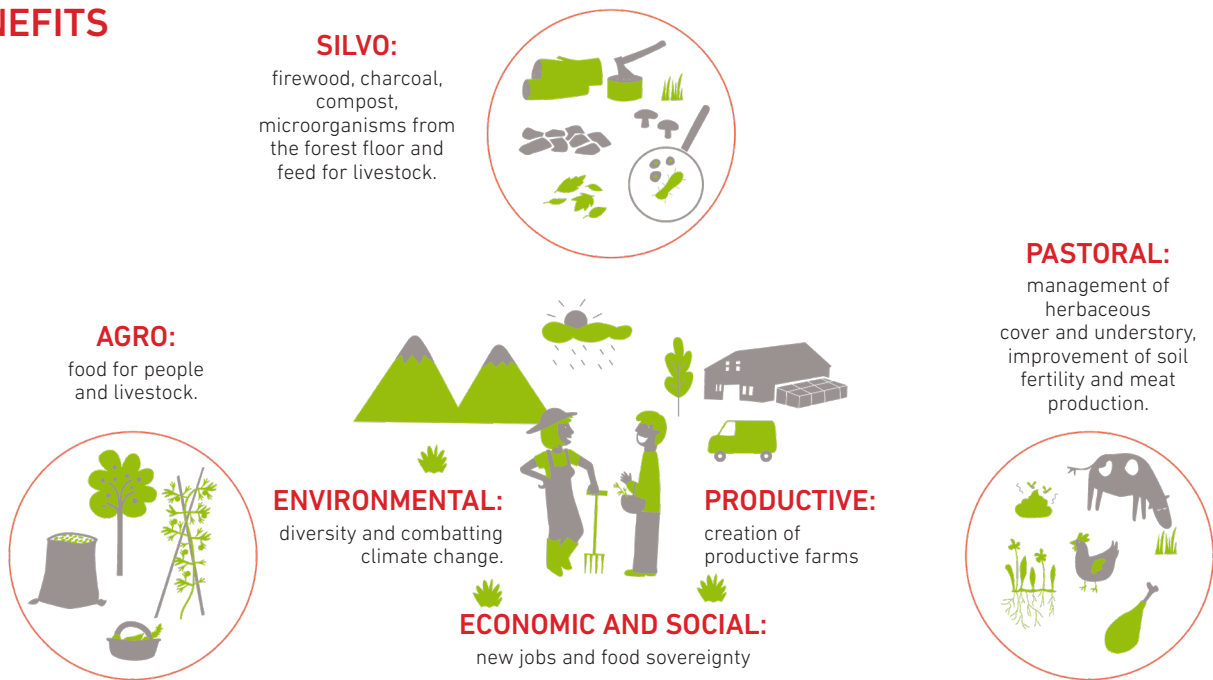 NEFITS
SILVO:
firewood, charcoal,
compost,
microorganisms from
the forest floor and
feed for livestock.
PASTORAL:
management of
herbaceous
cover and understory,
improvement of soil
fertility and meat
production.
AGRO:
food for people
and livestock.
ENVIRONMENTAL:
diversity and combatting
climate change.
PRODUCTIVE:
creation of
productive farms
ECONOMIC AND SOCIAL:
new jobs and food sovereignty